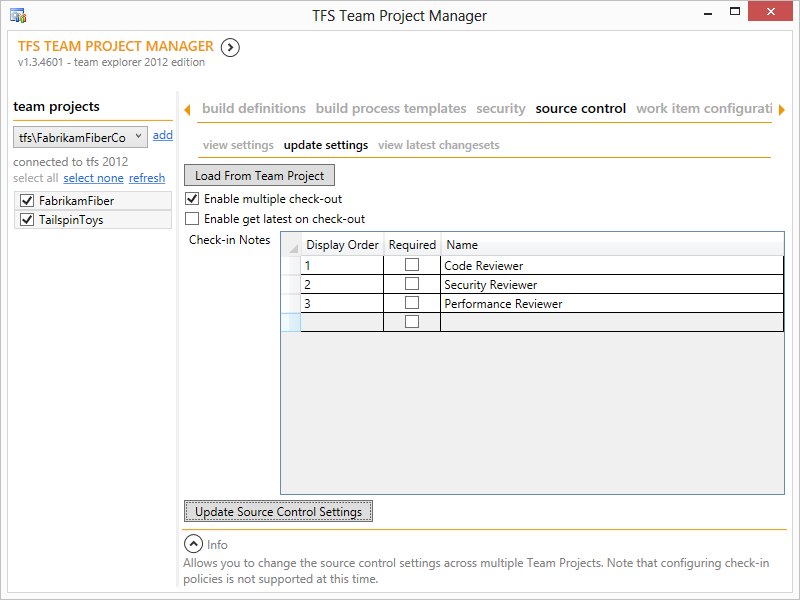 TFS Team Project Manager
TFS TEAM PROJECT MANAGER
v1.3.4601 - team explorer 2012 edition
team projects
tfs\FabrikamFiberCo add
connected to tfs 2012
select all select none refresh
FabrikamFiber
TailspinToys
build definitions build process templates security source control work item configurati
view settings update settings view latest changesets
Load From Team Project
Enable multiple check-out
Enable get latest on check-out
Check-in Notes
Display Order Required Name
1 Code Reviewer
2 Security Reviewer
3 Performance Reviewer
Update Source Control Settings
Info
Allows you to change the source control settings across multiple Team Projects. Note that configuring check-in
policies is not supported at this time.